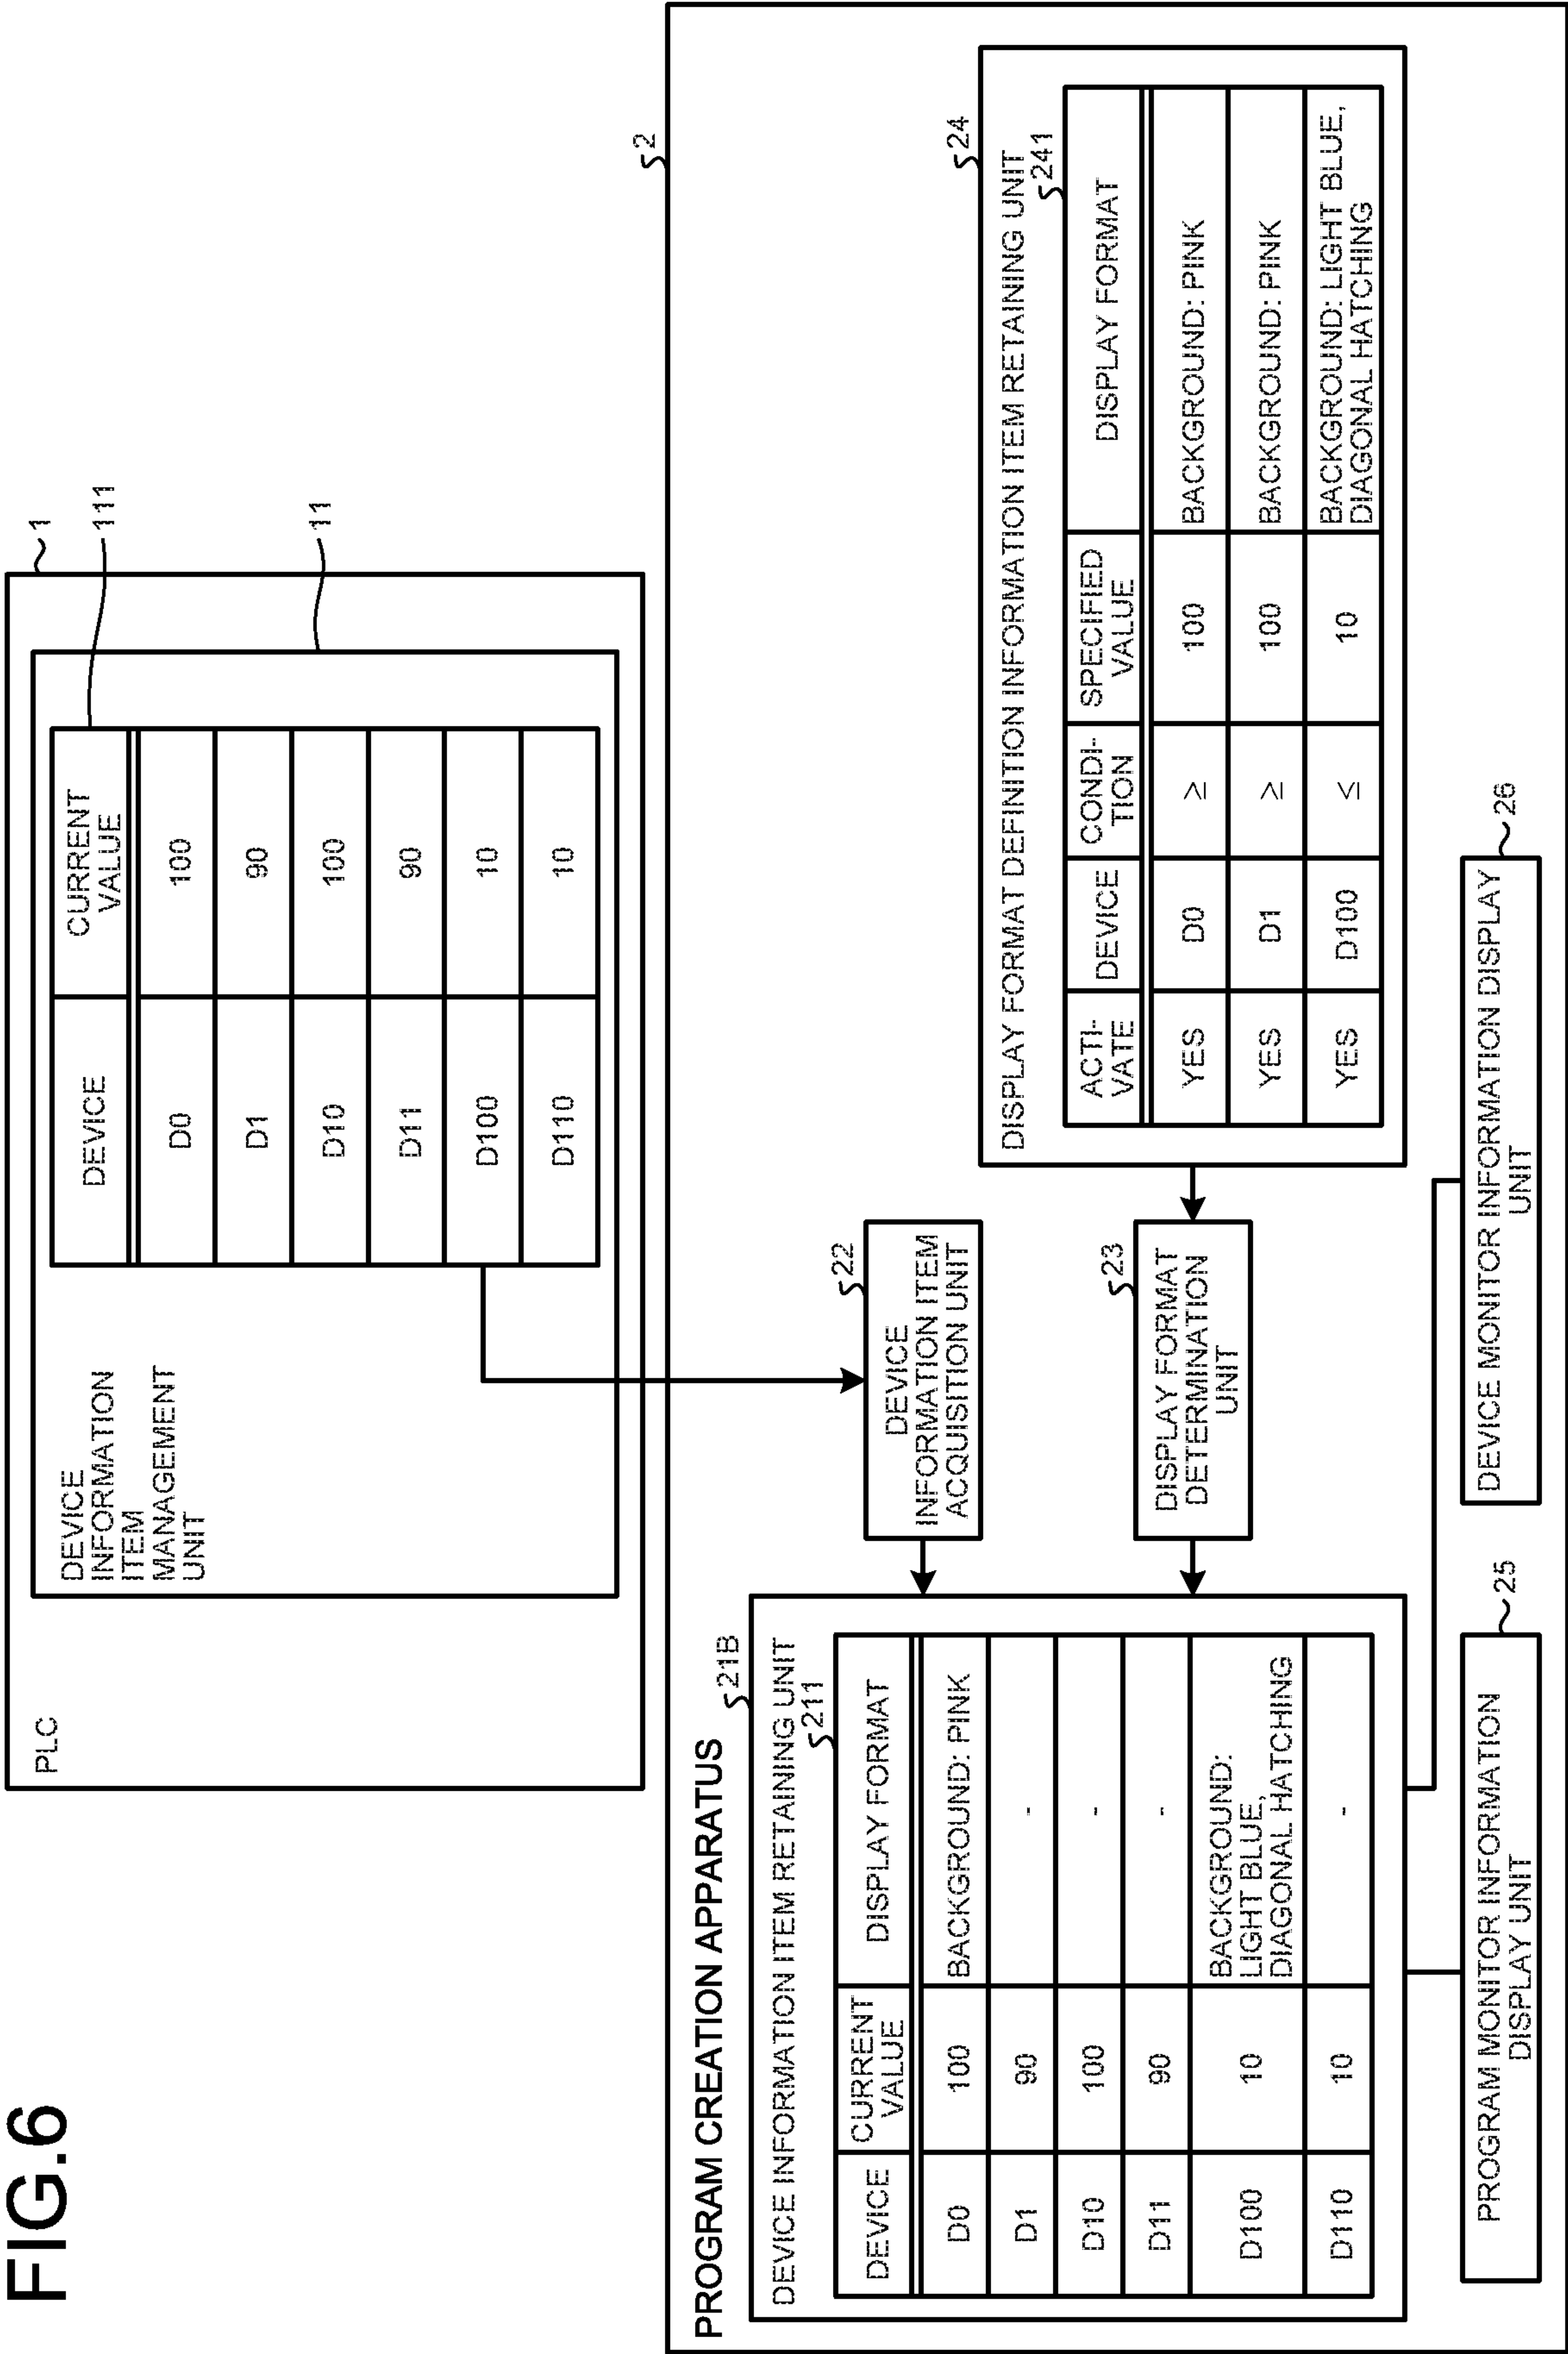 FIG.6
PLC
1
DEVICE
INFORMATION
ITEM
MANAGEMENT
UNIT
111
11
DEVICE CURRENT VALUE
D0 100
D1 90
D10 100
D11 90
D100 10
D110 10
PROGRAM CREATION APPARATUS
2
21B
DEVICE INFORMATION ITEM RETAINING UNIT
211
DEVICE CURRENT VALUE DISPLAY FORMAT
D0 100 BACKGROUND: PINK
D1 90 -
D10 100 -
D11 90 -
D100 10 BACKGROUND:
LIGHT BLUE,
DIAGONAL HATCHING
D110 10 -
22
DEVICE
INFORMATION ITEM
ACQUISITION UNIT
23
DISPLAY FORMAT
DETERMINATION
UNIT
24
DISPLAY FORMAT DEFINITION INFORMATION ITEM RETAINING UNIT
241
ACTI-VATE DEVICE CONDI-TION SPECIFIED VALUE DISPLAY FORMAT
YES D0 ≥ 100 BACKGROUND: PINK
YES D1 ≥ 100 BACKGROUND: PINK
YES D100 ≤ 10 BACKGROUND: LIGHT BLUE,
DIAGONAL HATCHING
25
PROGRAM MONITOR INFORMATION
DISPLAY UNIT
26
DEVICE MONITOR INFORMATION DISPLAY
UNIT